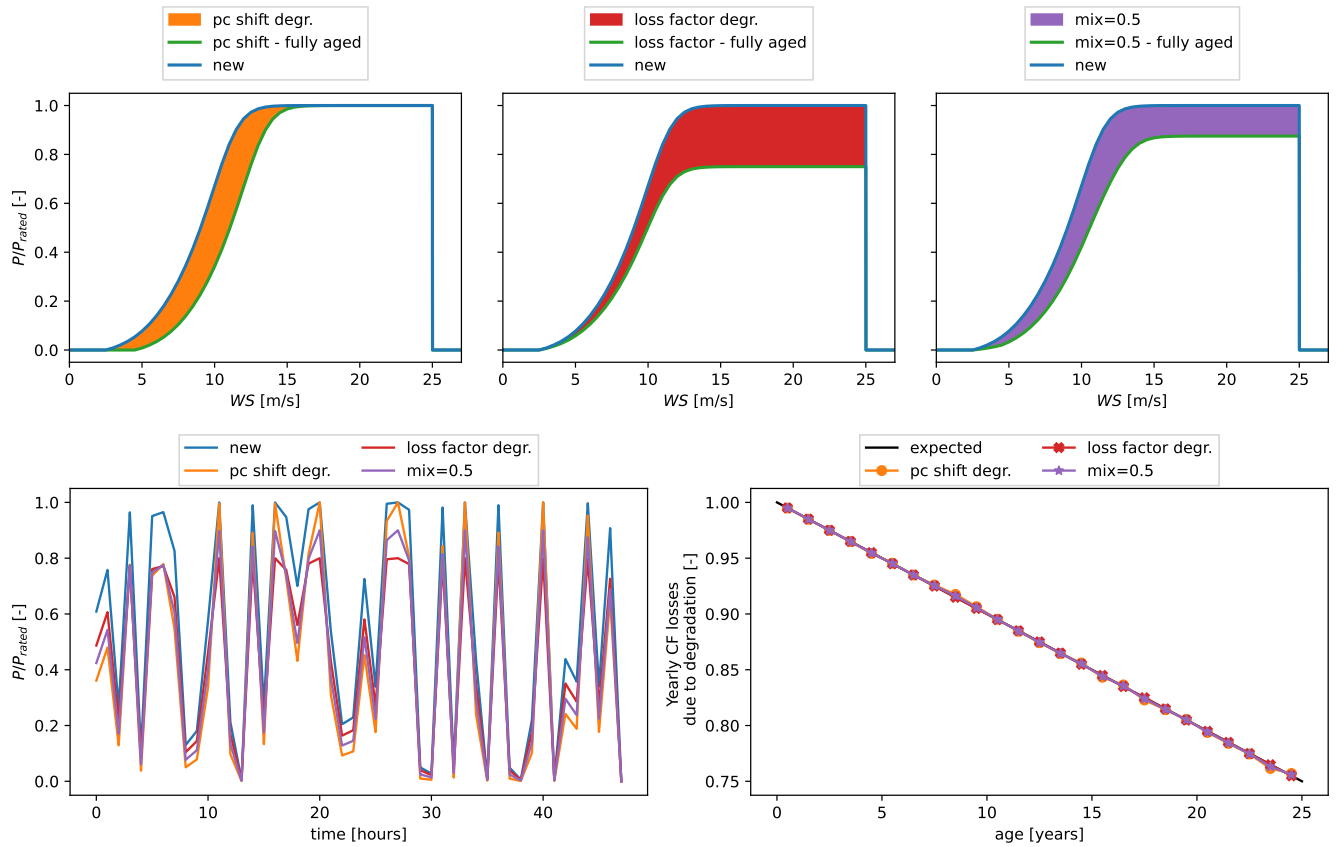 pc shift degr.
pc shift - fully aged
new
loss factor degr.
loss factor - fully aged
new
mix=0.5
mix=0.5 - fully aged
new
1.0
0.8
0.6
0.4
0.2
0.0
P/P_rated [-]
0 5 10 15 20 25
WS [m/s]
0 5 10 15 20 25
WS [m/s]
0 5 10 15 20 25
WS [m/s]
new loss factor degr.
pc shift degr. mix=0.5
1.0
0.8
0.6
0.4
0.2
0.0
P/P_rated [-]
0 10 20 30 40
time [hours]
expected loss factor degr.
pc shift degr. mix=0.5
1.00
0.95
0.90
0.85
0.80
0.75
Yearly CF losses
due to degradation [-]
0 5 10 15 20 25
age [years]